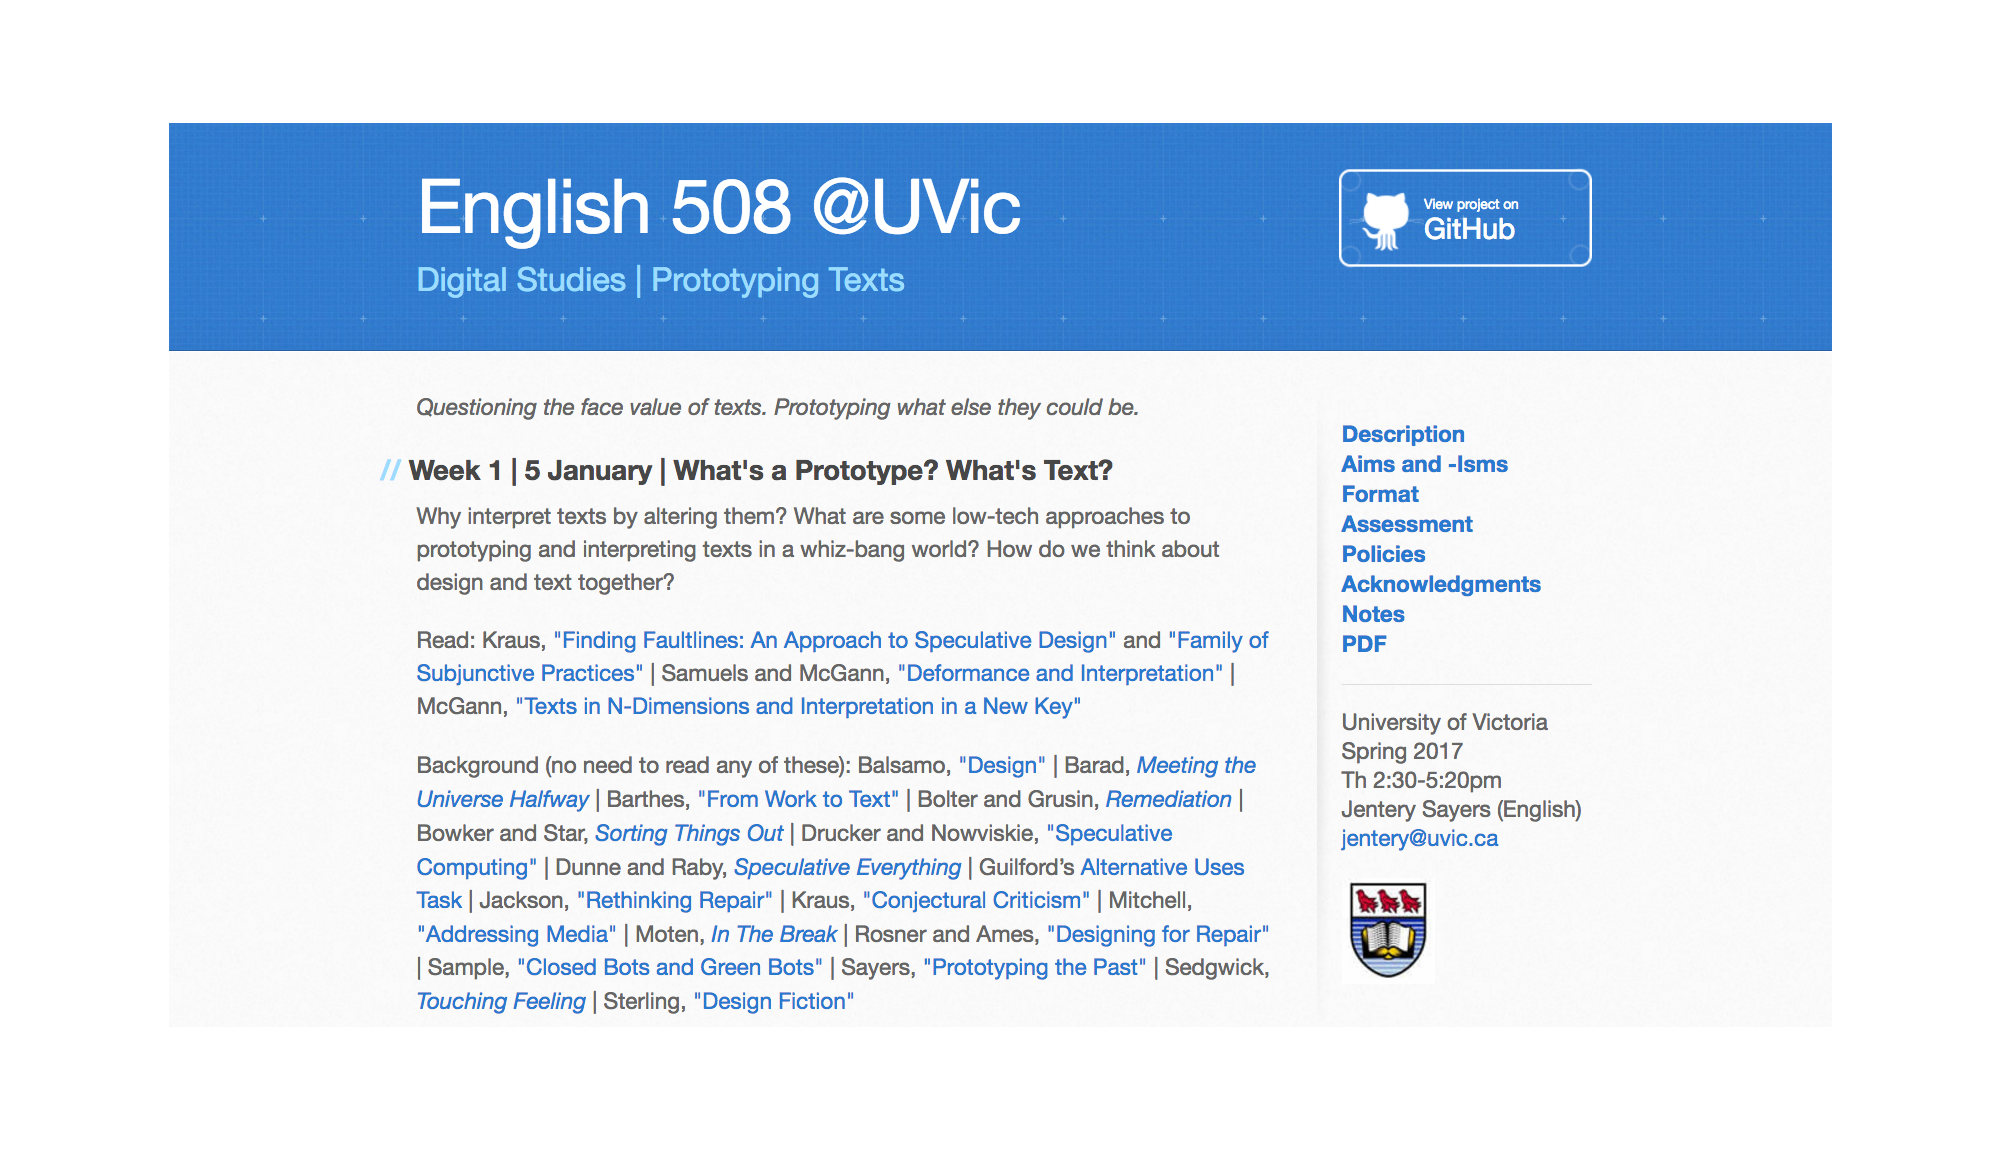 English 508 @UVic
Digital Studies | Prototyping Texts
View project on
GitHub
Questioning the face value of texts. Prototyping what else they could be.
// Week 1 | 5 January | What's a Prototype? What's Text?
Why interpret texts by altering them? What are some low-tech approaches to
prototyping and interpreting texts in a whiz-bang world? How do we think about
design and text together?
Read: Kraus, "Finding Faultlines: An Approach to Speculative Design" and "Family of
Subjunctive Practices" | Samuels and McGann, "Deformance and Interpretation" |
McGann, "Texts in N-Dimensions and Interpretation in a New Key"
Background (no need to read any of these): Balsamo, "Design" | Barad, Meeting the
Universe Halfway | Barthes, "From Work to Text" | Bolter and Grusin, Remediation |
Bowker and Star, Sorting Things Out | Drucker and Nowviskie, "Speculative
Computing" | Dunne and Raby, Speculative Everything | Guilford’s Alternative Uses
Task | Jackson, "Rethinking Repair" | Kraus, "Conjectural Criticism" | Mitchell,
"Addressing Media" | Moten, In The Break | Rosner and Ames, "Designing for Repair"
| Sample, "Closed Bots and Green Bots" | Sayers, "Prototyping the Past" | Sedgwick,
Touching Feeling | Sterling, "Design Fiction"
Description
Aims and -Isms
Format
Assessment
Policies
Acknowledgments
Notes
PDF
University of Victoria
Spring 2017
Th 2:30-5:20pm
Jentery Sayers (English)
jentery@uvic.ca